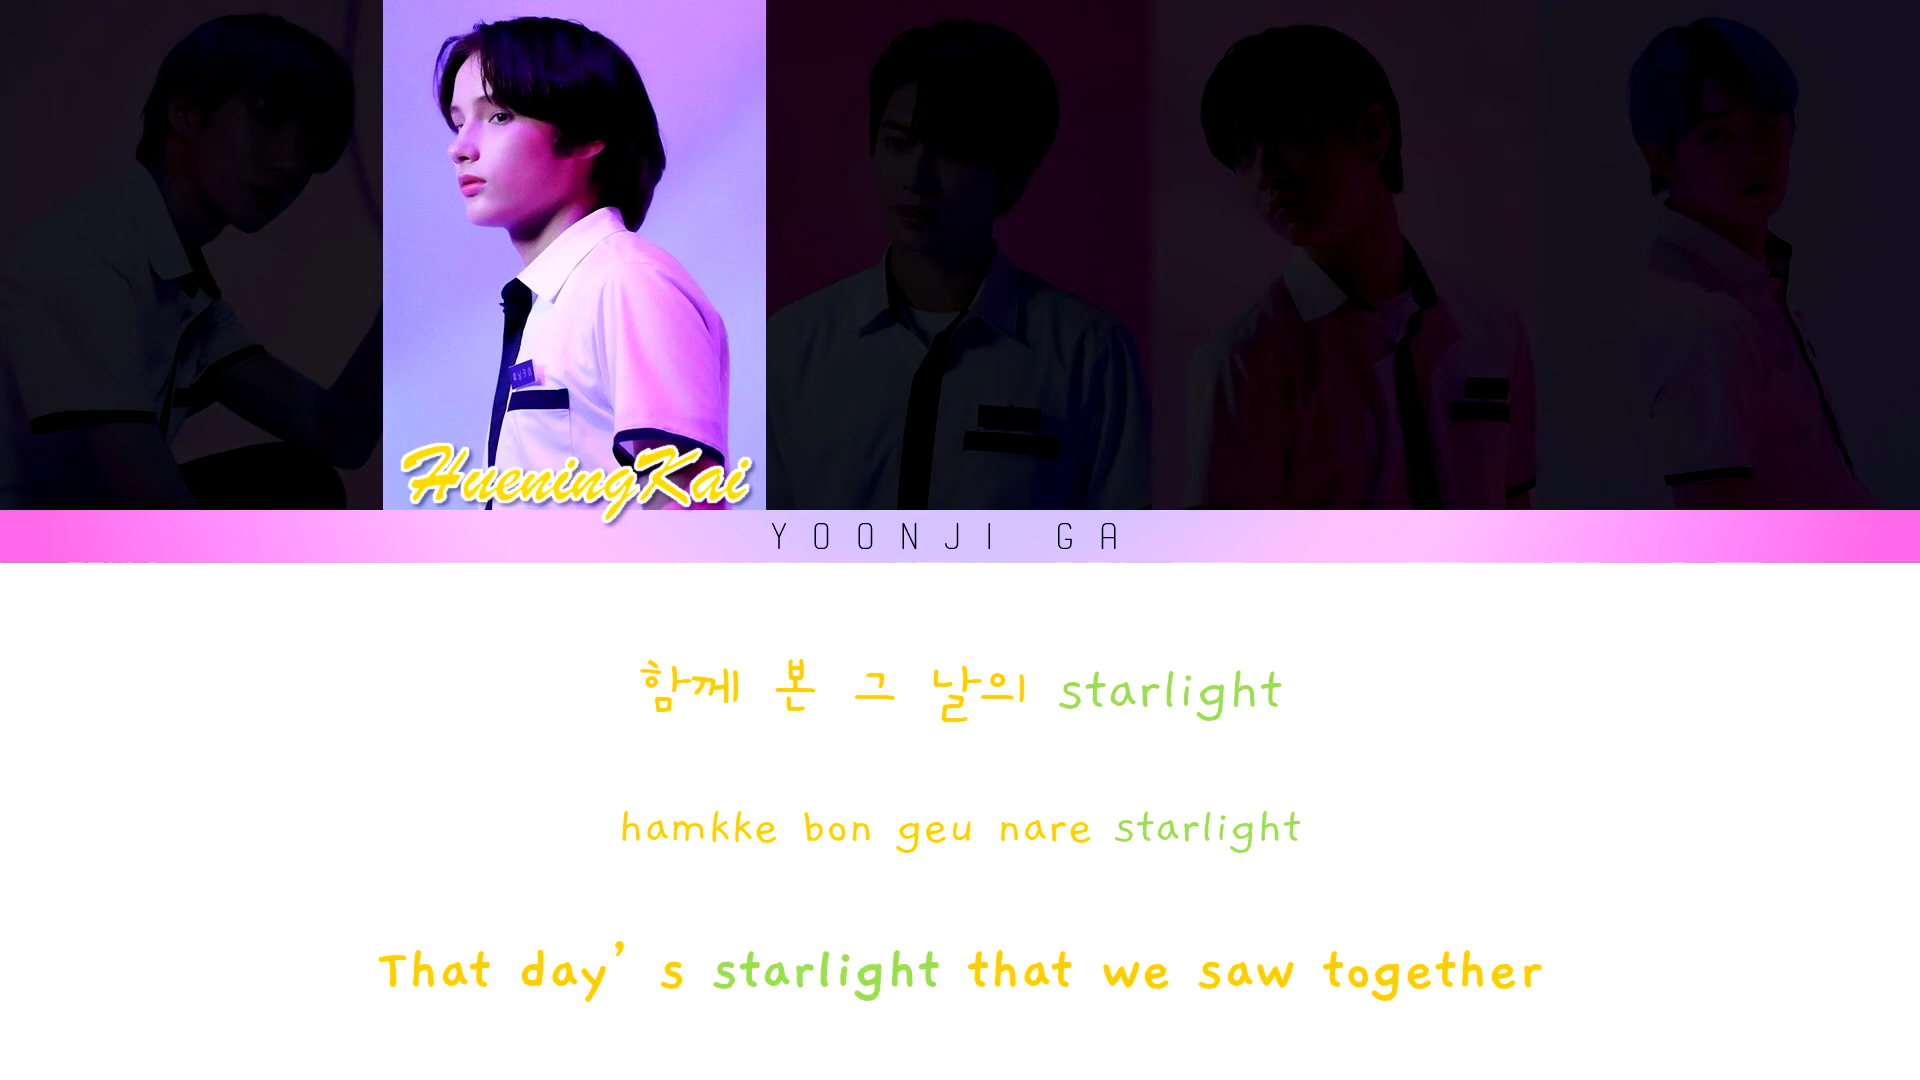 HueningKai
YOONJI GA
함께 본 그 날의 starlight
hamkke bon geu nare starlight
That day's starlight that we saw together